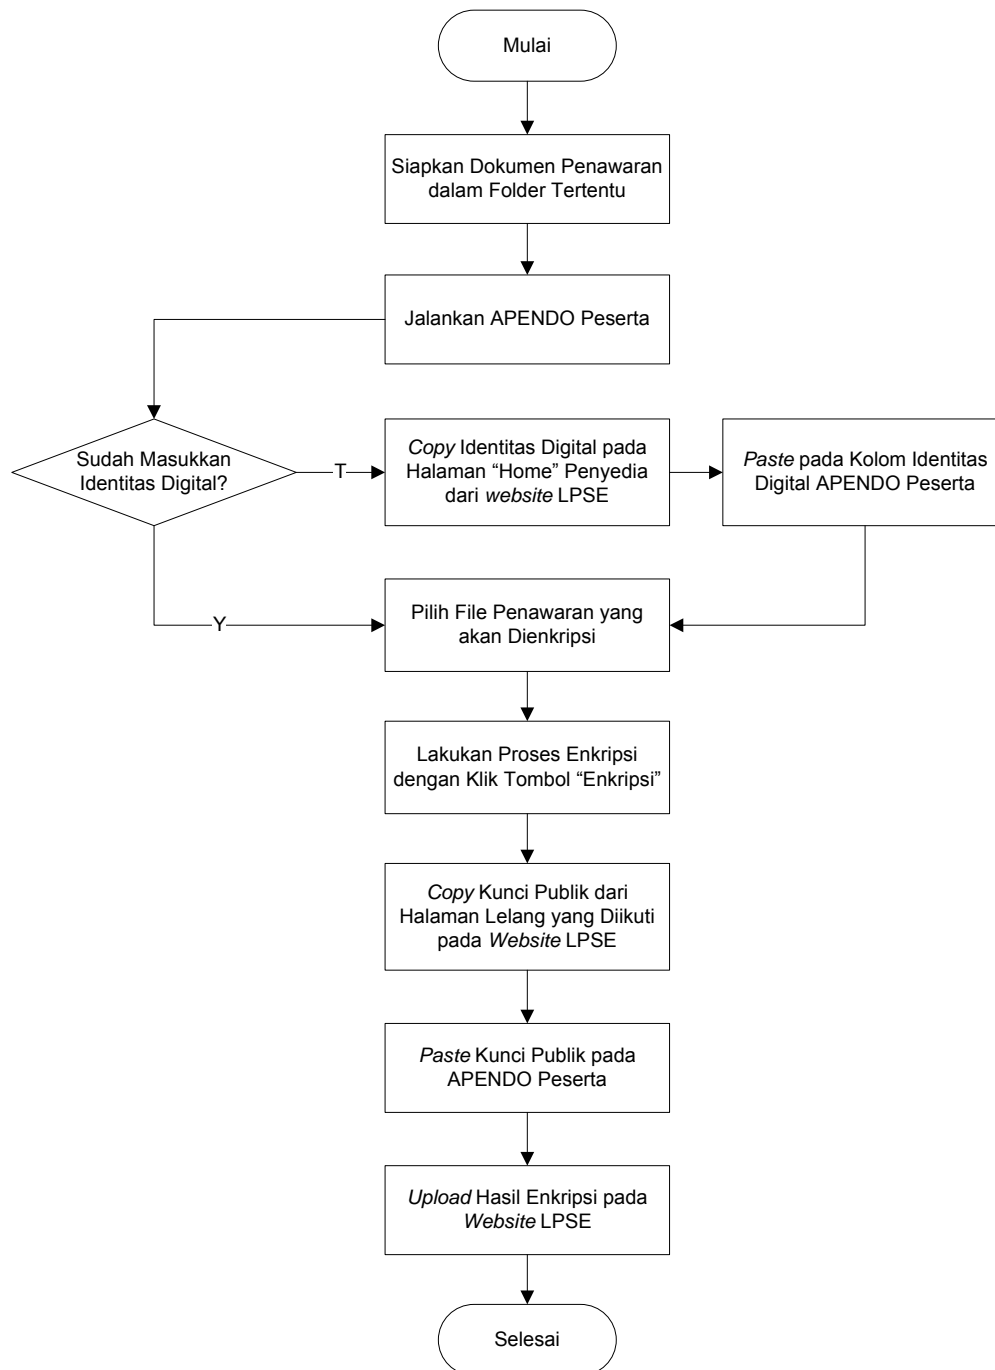 Mulai
Siapkan Dokumen Penawaran
dalam Folder Tertentu
Jalankan APENDO Peserta
Sudah Masukkan
Identitas Digital?
T
Copy Identitas Digital pada
Halaman “Home” Penyedia
dari website LPSE
Paste pada Kolom Identitas
Digital APENDO Peserta
Y
Pilih File Penawaran yang
akan Dienkripsi
Lakukan Proses Enkripsi
dengan Klik Tombol “Enkripsi”
Copy Kunci Publik dari
Halaman Lelang yang Diikuti
pada Website LPSE
Paste Kunci Publik pada
APENDO Peserta
Upload Hasil Enkripsi pada
Website LPSE
Selesai